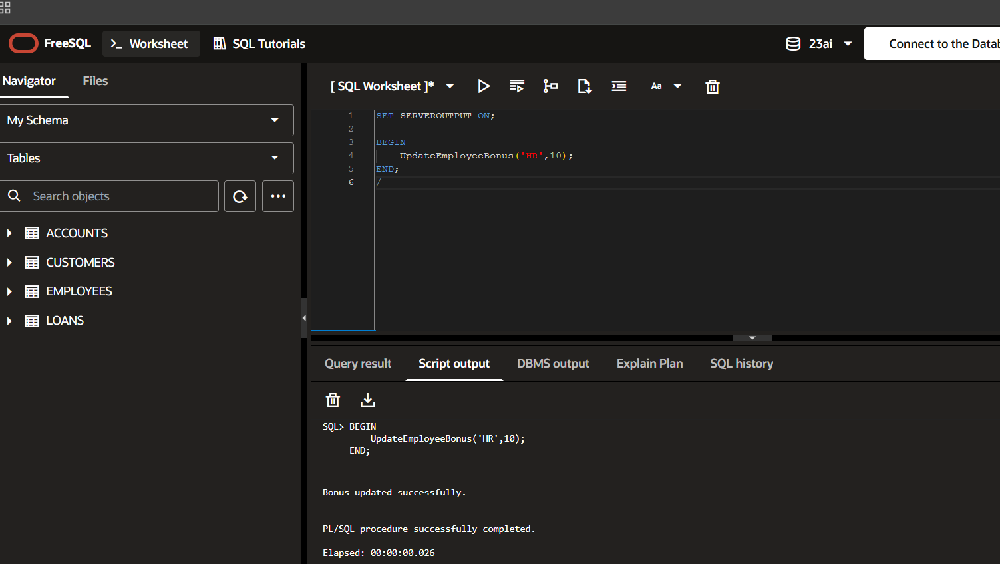 FreeSQL
Worksheet
SQL Tutorials
23ai
Connect to the Datab
Navigator
Files
[ SQL Worksheet ]*
Aa
My Schema
Tables
Search objects
ACCOUNTS
CUSTOMERS
EMPLOYEES
LOANS
1 SET SERVEROUTPUT ON;
2
3 BEGIN
4 UpdateEmployeeBonus('HR',10);
5 END;
6 /
Query result
Script output
DBMS output
Explain Plan
SQL history
SQL> BEGIN
UpdateEmployeeBonus('HR',10);
END;
Bonus updated successfully.
PL/SQL procedure successfully completed.
Elapsed: 00:00:00.026